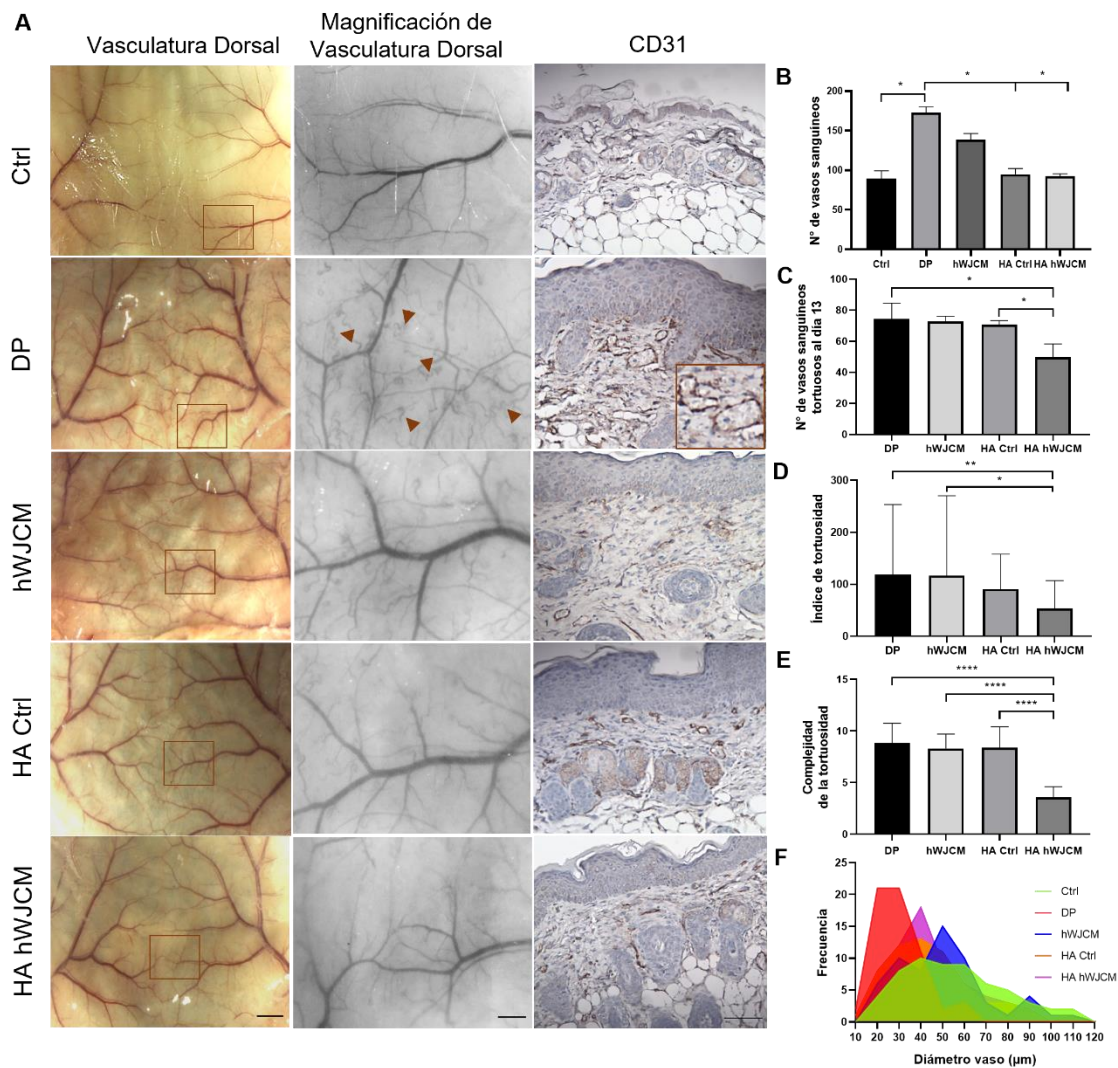 A
Vasculatura Dorsal
Magnificación de
Vasculatura Dorsal
CD31
Ctrl
DP
hWJCM
HA Ctrl
HA hWJCM
B
N° de vasos sanguineos
200
150
100
50
0
* * *
Ctrl DP hWJCM HA Ctrl HA hWJCM
C
N° de vasos sanguineos
tortuosos al dia 13
100
80
60
40
20
0
*
*
DP hWJCM HA Ctrl HA hWJCM
D
Índice de tortuosidad
300
200
100
0
**
*
DP hWJCM HA Ctrl HA hWJCM
E
Complejidad
de la tortuosidad
15
10
5
0
****
****
****
DP hWJCM HA Ctrl HA hWJCM
F
Frecuencia
25
20
15
10
5
0
Ctrl
DP
hWJCM
HA Ctrl
HA hWJCM
10 20 30 40 50 60 70 80 90 100 110 120
Diámetro vaso (µm)